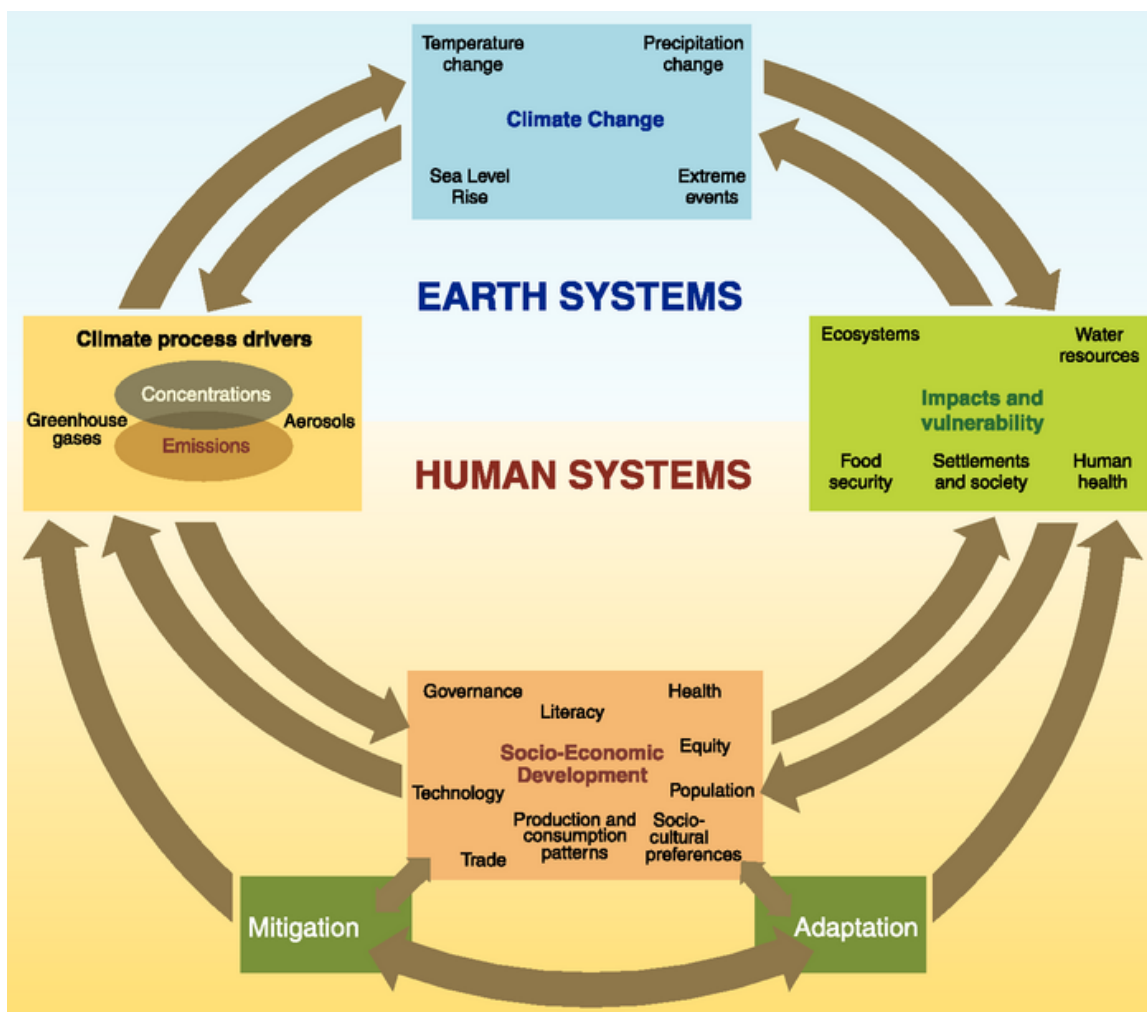 Temperature
change
Precipitation
change
Climate Change
Sea Level
Rise
Extreme
events
EARTH SYSTEMS
Climate process drivers
Concentrations
Greenhouse
gases
Aerosols
Emissions
Ecosystems
Water
resources
Impacts and
vulnerability
Food
security
Settlements
and society
Human
health
HUMAN SYSTEMS
Governance
Literacy
Health
Socio-Economic
Development
Equity
Technology
Population
Production and
consumption
patterns
Socio-
cultural
preferences
Trade
Mitigation
Adaptation